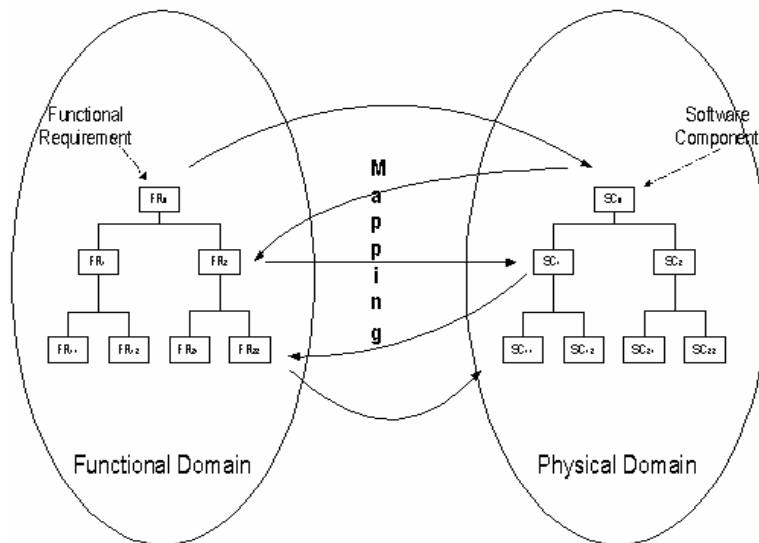 Functional
Requirement
Software
Component
Mapping
FR₀
SC₀
FR₁
FR₂
SC₁
SC₂
FR₁₁
FR₁₂
FR₂₁
FR₂₂
SC₁₁
SC₁₂
SC₂₁
SC₂₂
Functional Domain
Physical Domain